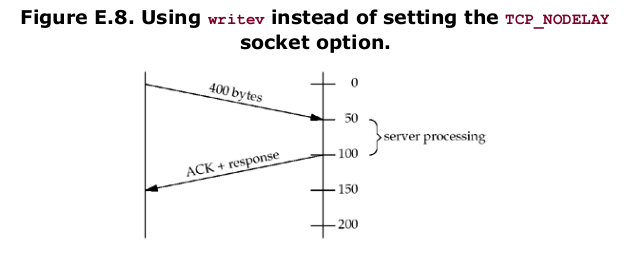 Figure E.8. Using writev instead of setting the TCP_NODELAY
socket option.
0
400 bytes
50
server processing
100
ACK + response
150
200